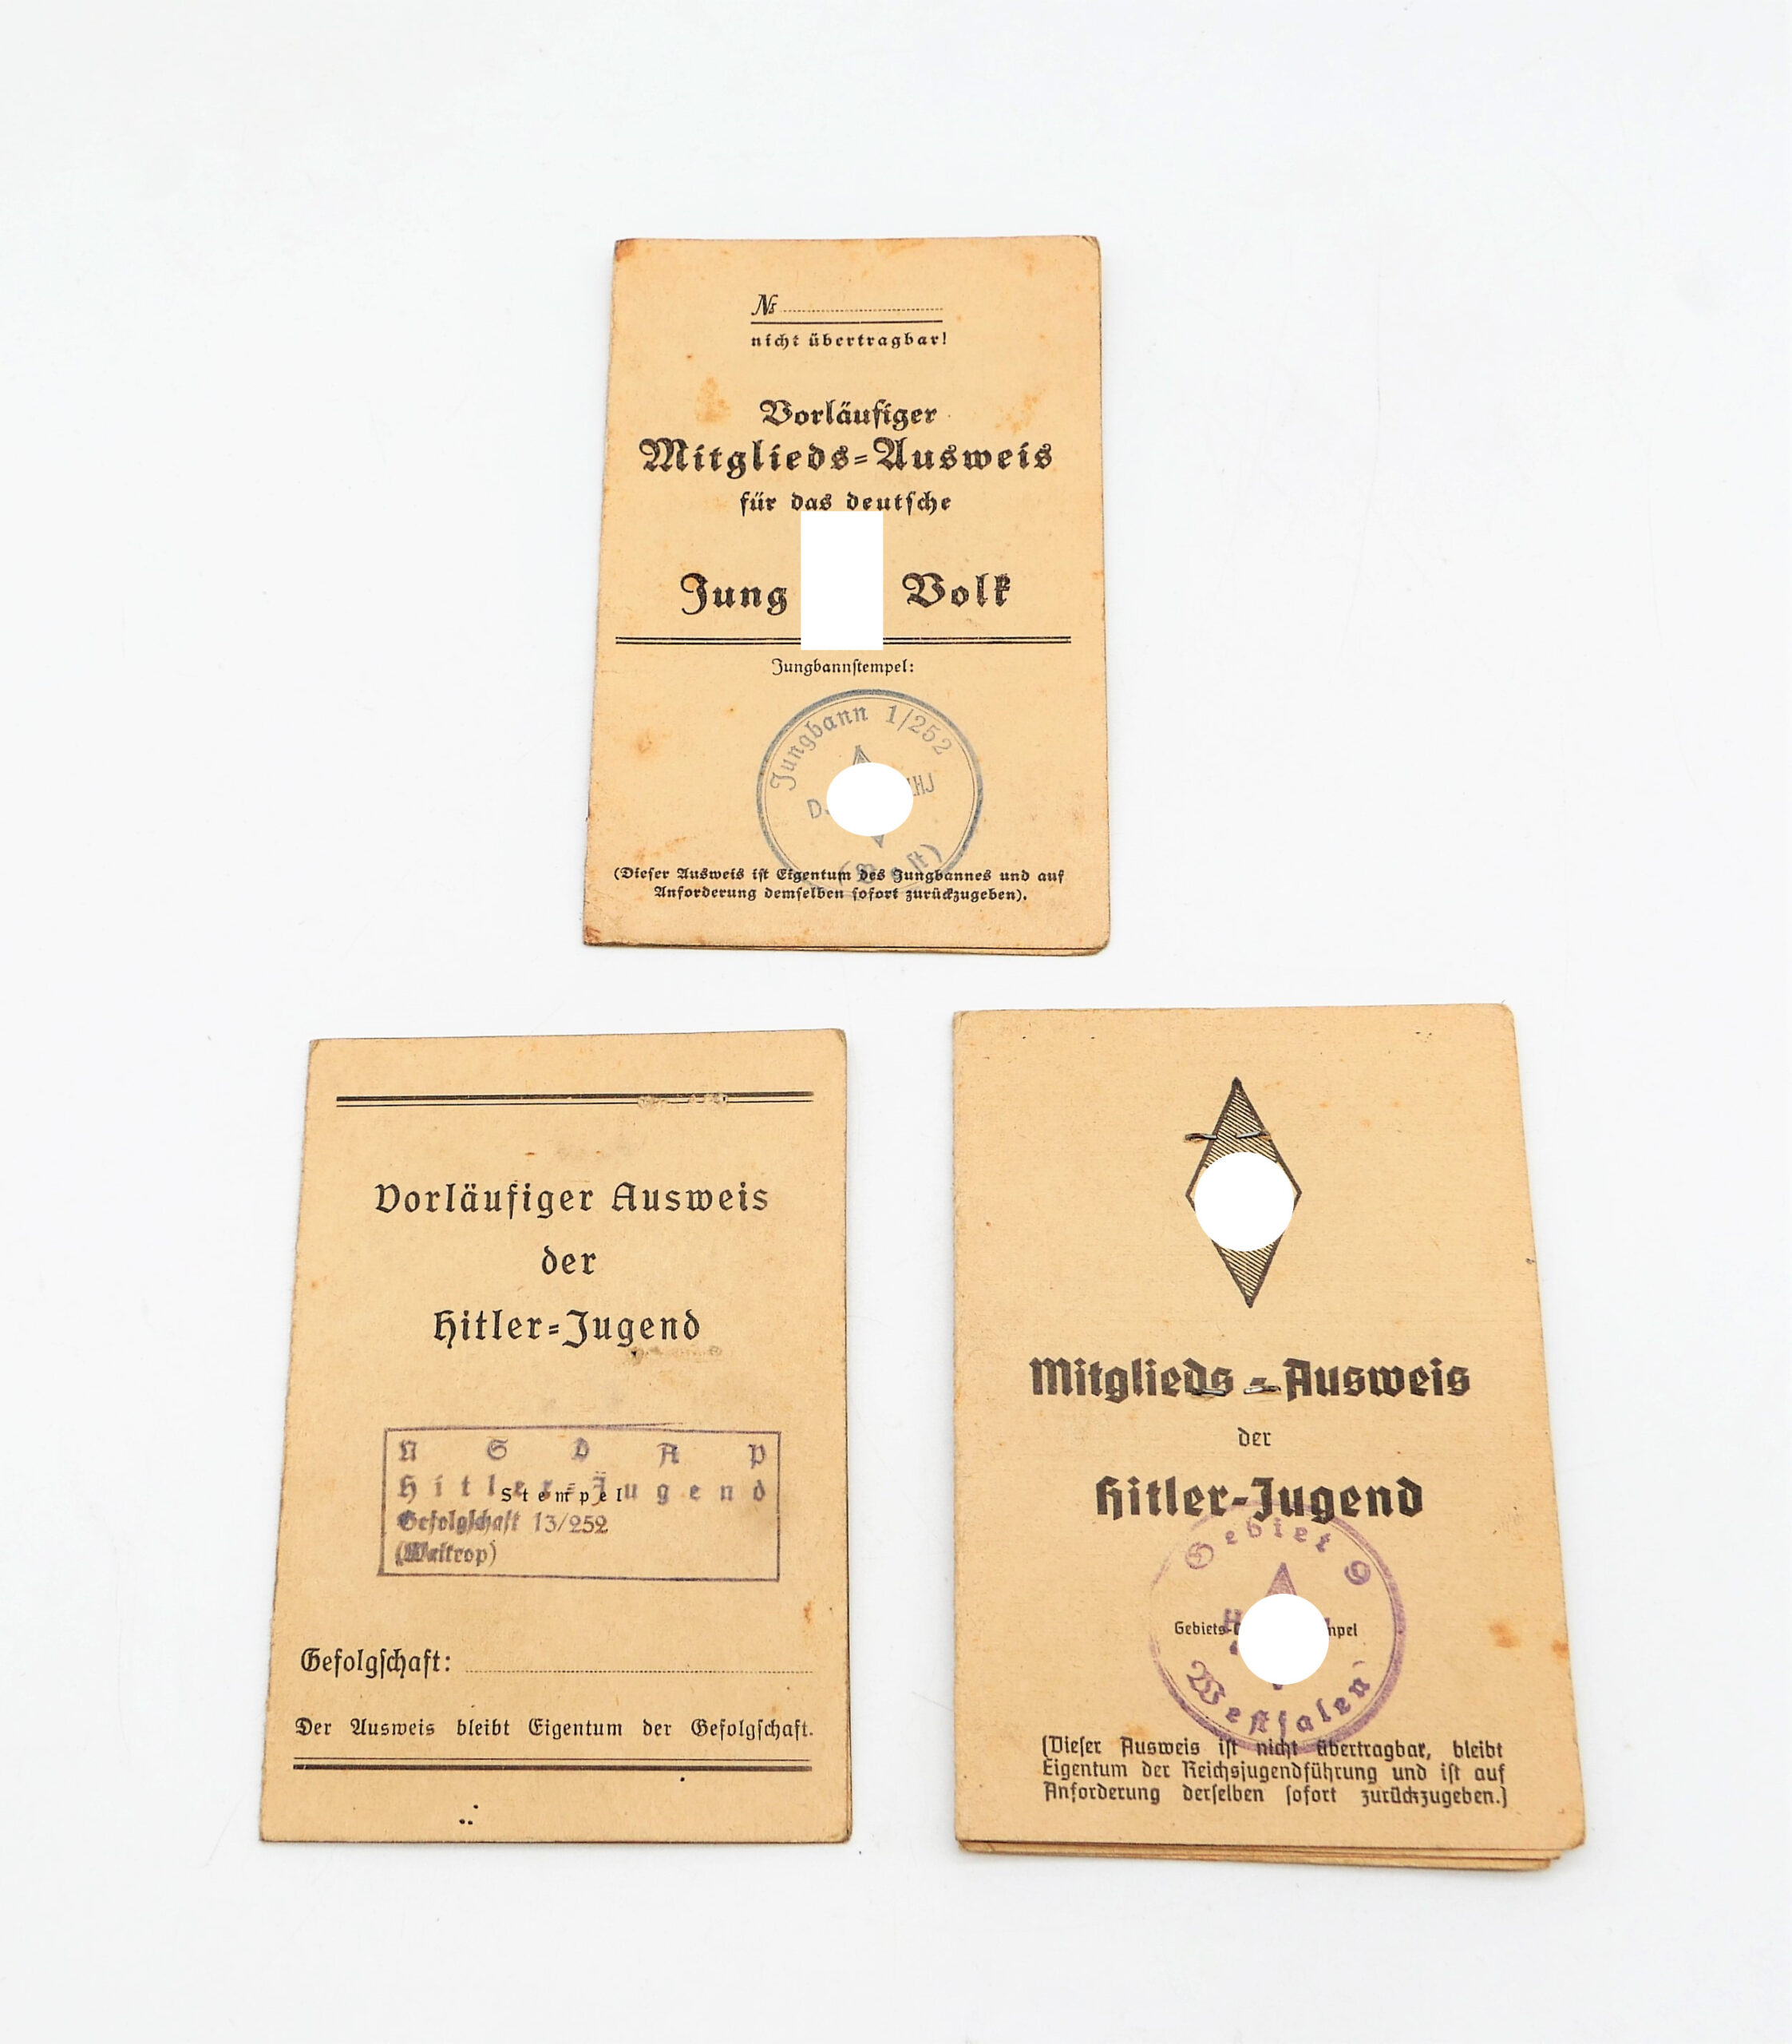 №
nicht übertragbar!
Vorläufiger
Mitglieds=Ausweis
für das deutsche
Jung Volk
Jungbannstempel:
Jungbann 1/252
(Dieser Ausweis ist Eigentum des Jungbannes und auf
Anforderung demselben sofort zurückzugeben).
Vorläufiger Ausweis
der
Hitler=Jugend
N S D A P
Hitler=Jugend
Stempel
Gefolgschaft 13/252
(Waltrop)
Gefolgschaft:
Der Ausweis bleibt Eigentum der Gefolgschaft.
Mitglieds=Ausweis
der
Hitler-Jugend
Gebiet 9
Westfalen
(Dieser Ausweis ist nicht übertragbar, bleibt
Eigentum der Reichsjugendführung und ist auf
Anforderung derselben sofort zurückzugeben.)